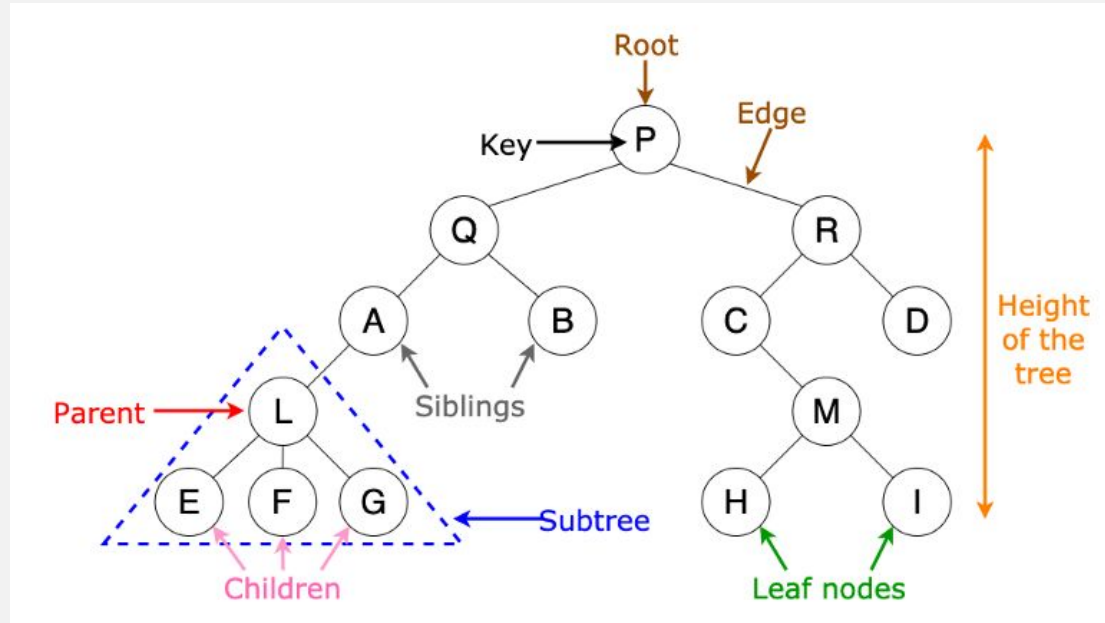 Root
Edge
Key
P
Q
R
A
B
C
D
Height
of the
tree
Siblings
Parent
L
M
E
F
G
H
I
Subtree
Children
Leaf nodes